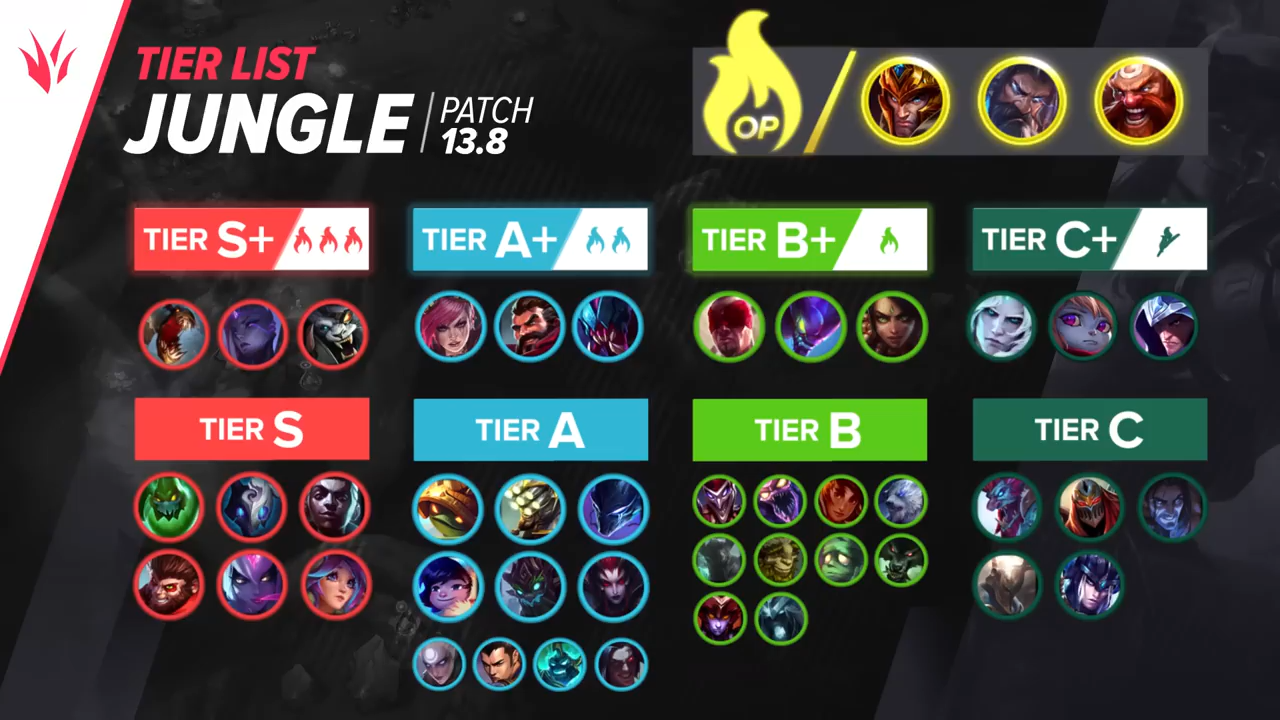 TIER LIST
JUNGLE
PATCH
13.8
OP
TIER S+
TIER A+
TIER B+
TIER C+
TIER S
TIER A
TIER B
TIER C